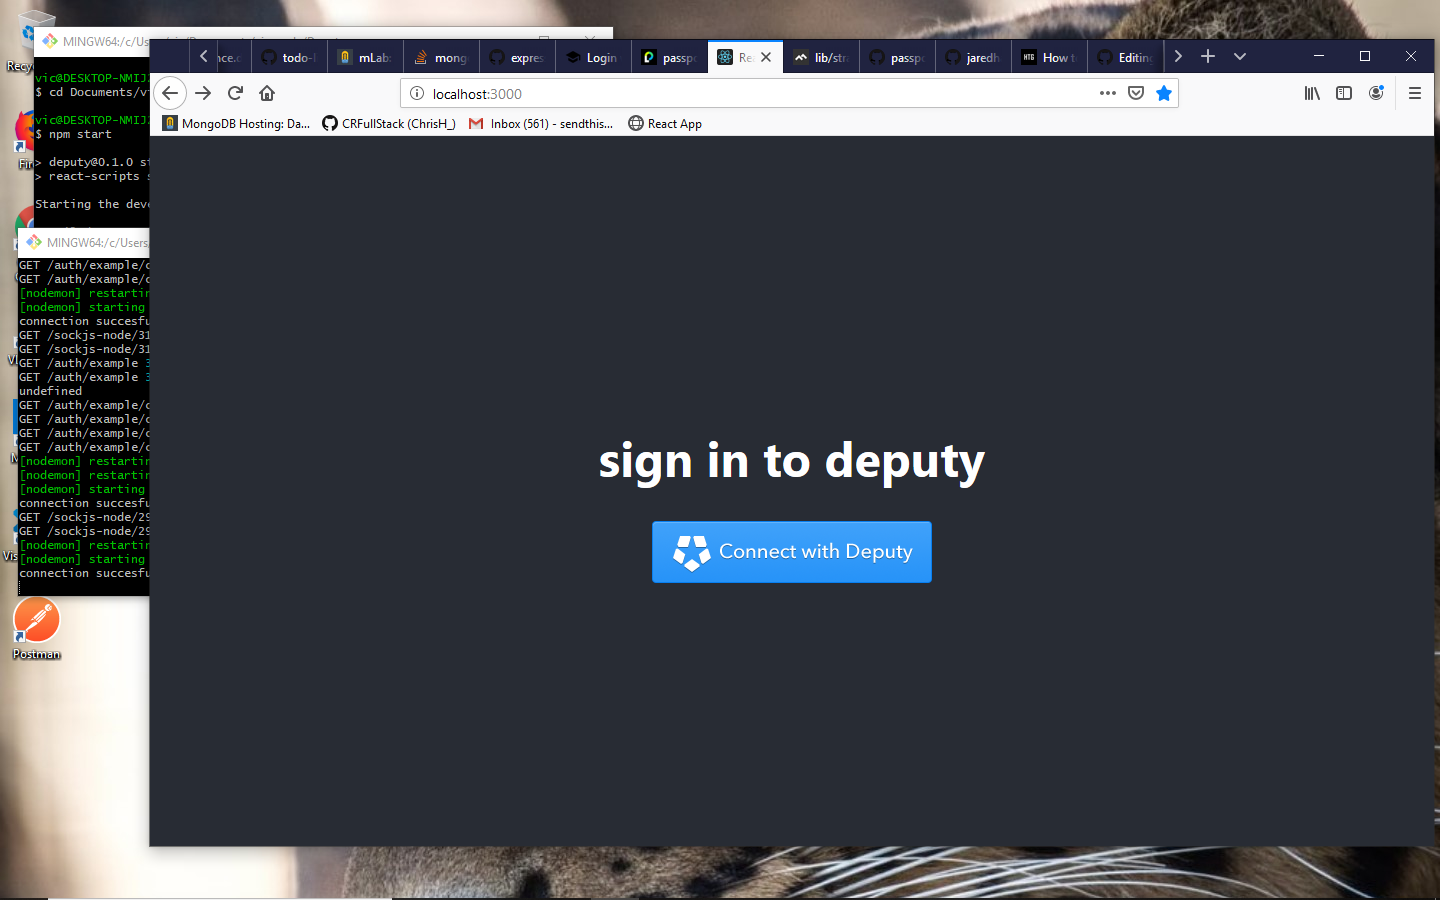 MINGW64:/c/Us
vic@DESKTOP-NMIJ
$ cd Documents/v
vic@DESKTOP-NMIJ
$ npm start
> deputy@0.1.0 s
> react-scripts s
Starting the deve
MINGW64:/c/Users/
GET /auth/example/c
GET /auth/example/c
[nodemon] restartin
[nodemon] starting
connection succesfu
GET /sockjs-node/31
GET /sockjs-node/31
GET /auth/example 3
GET /auth/example 3
undefined
GET /auth/example/c
GET /auth/example/c
GET /auth/example/c
GET /auth/example/c
[nodemon] restartin
[nodemon] restartin
[nodemon] starting
connection succesfu
GET /sockjs-node/29
GET /sockjs-node/29
[nodemon] restartin
[nodemon] starting
connection succesfu
Postman
nce.c todo-l mLab: mong expres Login passpo Rea lib/stra passpo jaredh HTG How t Editing
localhost:3000
MongoDB Hosting: Da... CRFullStack (ChrisH_) Inbox (561) - sendthis... React App
sign in to deputy
Connect with Deputy